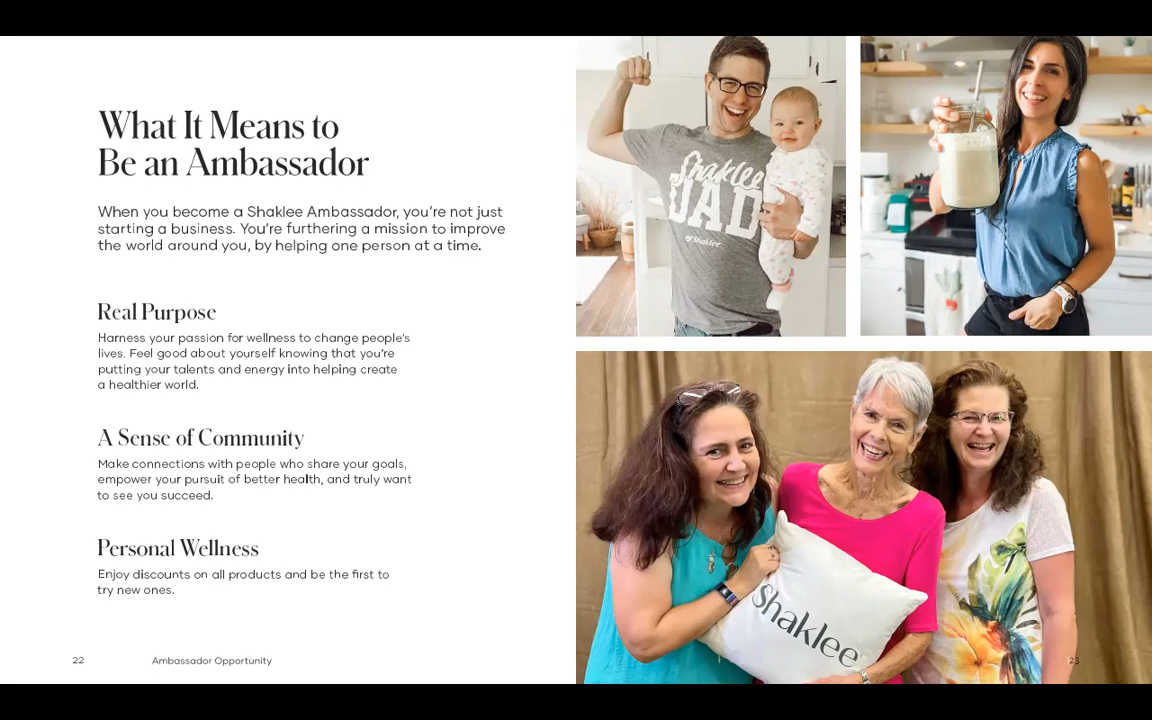 What It Means to
Be an Ambassador
When you become a Shaklee Ambassador, you're not just
starting a business. You're furthering a mission to improve
the world around you, by helping one person at a time.
Real Purpose
Harness your passion for wellness to change people's
lives. Feel good about yourself knowing that you're
putting your talents and energy into helping create
a healthier world.
A Sense of Community
Make connections with people who share your goals,
empower your pursuit of better health, and truly want
to see you succeed.
Personal Wellness
Enjoy discounts on all products and be the first to
try new ones.
22 Ambassador Opportunity
Shaklee
DAD
Shaklee
Shaklee
23